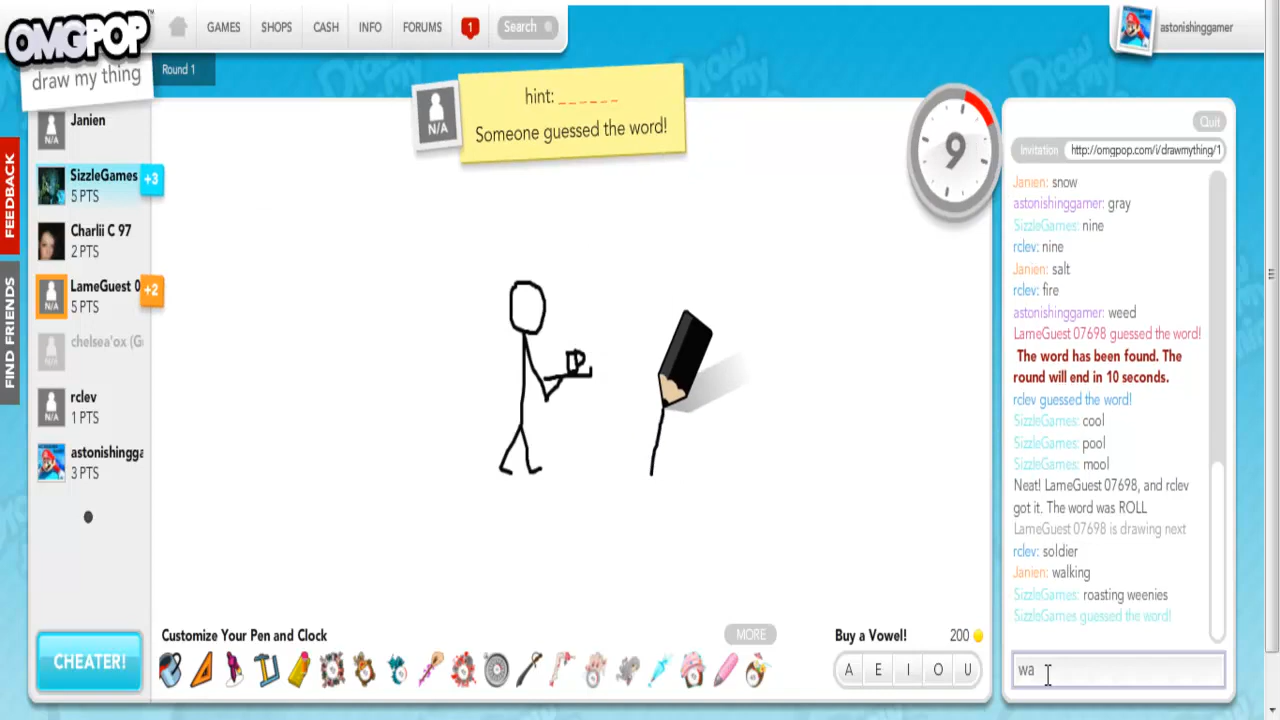 OMGPOP™
draw my thing
GAMES
SHOPS
CASH
INFO
FORUMS
1
Search
astonishinggamer
Round 1
N/A
hint: _ _ _ _ _ _
Someone guessed the word!
9
FEEDBACK
FIND FRIENDS
N/A
Janien
SizzleGames
5 PTS
+3
Charlii C 97
2 PTS
N/A
LameGuest 0
5 PTS
+2
N/A
chelsea'ox (G
N/A
rclev
1 PTS
astonishingga
3 PTS
CHEATER!
Customize Your Pen and Clock
MORE
Buy a Vowel!
200
A E I O U
Quit
Invitation
http://omgpop.com/i/drawmything/1
Janien: snow
astonishinggamer: gray
SizzleGames: nine
rclev: nine
Janien: salt
rclev: fire
astonishinggamer: weed
LameGuest 07698 guessed the word!
The word has been found. The
round will end in 10 seconds.
rclev guessed the word!
SizzleGames: cool
SizzleGames: pool
SizzleGames: mool
Neat! LameGuest 07698, and rclev
got it. The word was ROLL
LameGuest 07698 is drawing next
rclev: soldier
Janien: walking
SizzleGames: roasting weenies
SizzleGames guessed the word!
wa